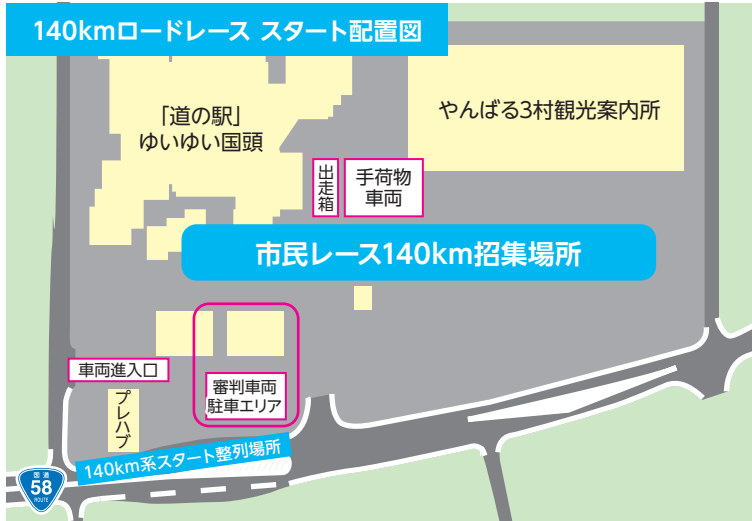 140kmロードレース スタート配置図
「道の駅」
ゆいゆい国頭
やんばる3村観光案内所
出走箱
手荷物
車両
市民レース140km招集場所
車両進入口
審判車両
駐車エリア
プレハブ
140km系スタート整列場所
国道
58
ROUTE